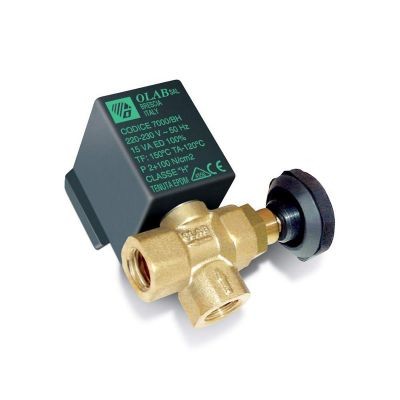 OLAB SRL
BRESCIA
ITALY
CODICE 7000/BH
220-230 V ~ 50 Hz
15 VA ED 100%
TF: 150°C TA-120°C
P 2+100 N/cm2
CLASSE "H"
TENUTA EPDM
CE
OLAB